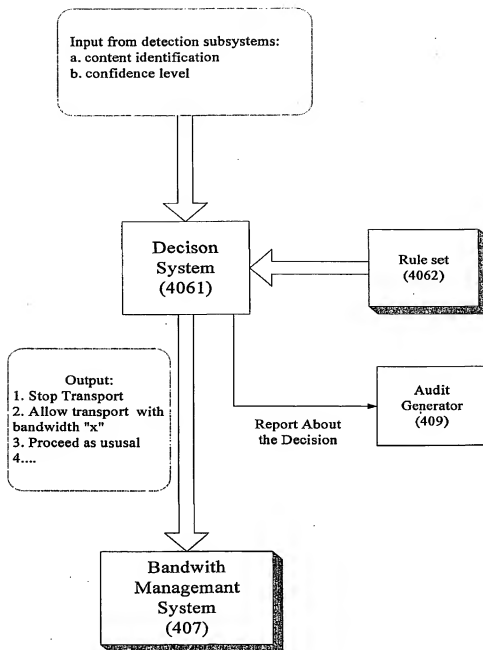 Input from detection subsystems:
a. content identification
b. confidence level
Decison
System
(4061)
Rule set
(4062)
Output:
1. Stop Transport
2. Allow transport with
bandwidth "x"
3. Proceed as ususal
4....
Report About
the Decision
Audit
Generator
(409)
Bandwith
Managemant
System
(407)